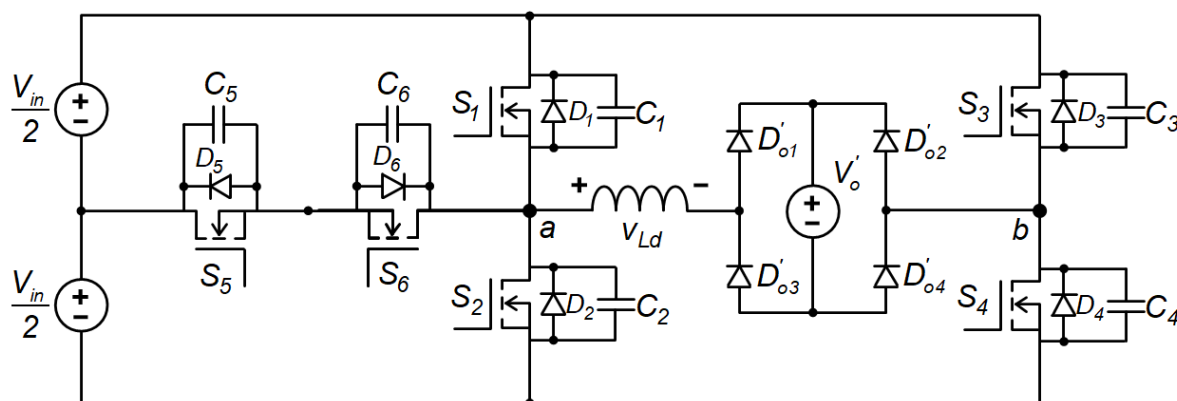 V_in/2
C5
C6
D5
D6
S5
S6
S1
D1
C1
S3
D3
C3
D'o1
D'o2
V'o
+
-
a
vLd
b
V_in/2
S2
D2
C2
D'o3
D'o4
S4
D4
C4